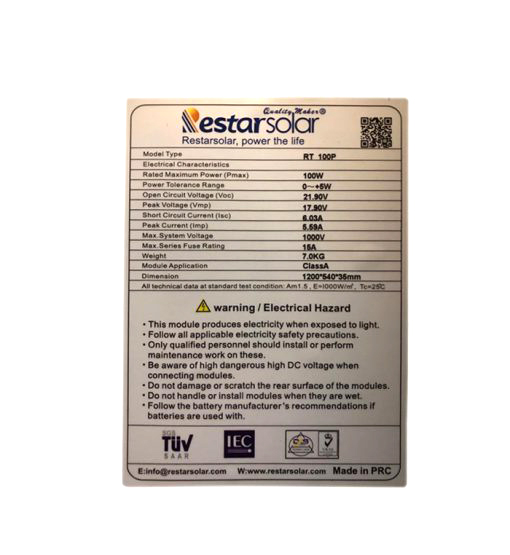 Quality Maker®
Restarsolar
Restarsolar, power the life
Model Type RT 100P
Electrical Characteristics
Rated Maximum Power (Pmax) 100W
Power Tolerance Range 0～+5W
Open Circuit Voltage (Voc) 21.90V
Peak Voltage (Vmp) 17.90V
Short Circuit Current (Isc) 6.03A
Peak Current (Imp) 5.59A
Max.System Voltage 1000V
Max.Series Fuse Rating 15A
Weight 7.0KG
Module Application ClassA
Dimension 1200*540*35mm
All technical data at standard test condition: Am1.5 , E=1000W/m², Tc=25℃
warning / Electrical Hazard
• This module produces electricity when exposed to light.
• Follow all applicable electricity safety precautions.
• Only qualified personnel should install or perform
maintenance work on these.
• Be aware of high dangerous high DC voltage when
connecting modules.
• Do not damage or scratch the rear surface of the modules.
• Do not handle or install modules when they are wet.
• Follow the battery manufacturer's recommendations if
batteries are used with.
SGS
TÜV
SAAR
IEC
E:info@restarsolar.com W:www.restarsolar.com Made in PRC